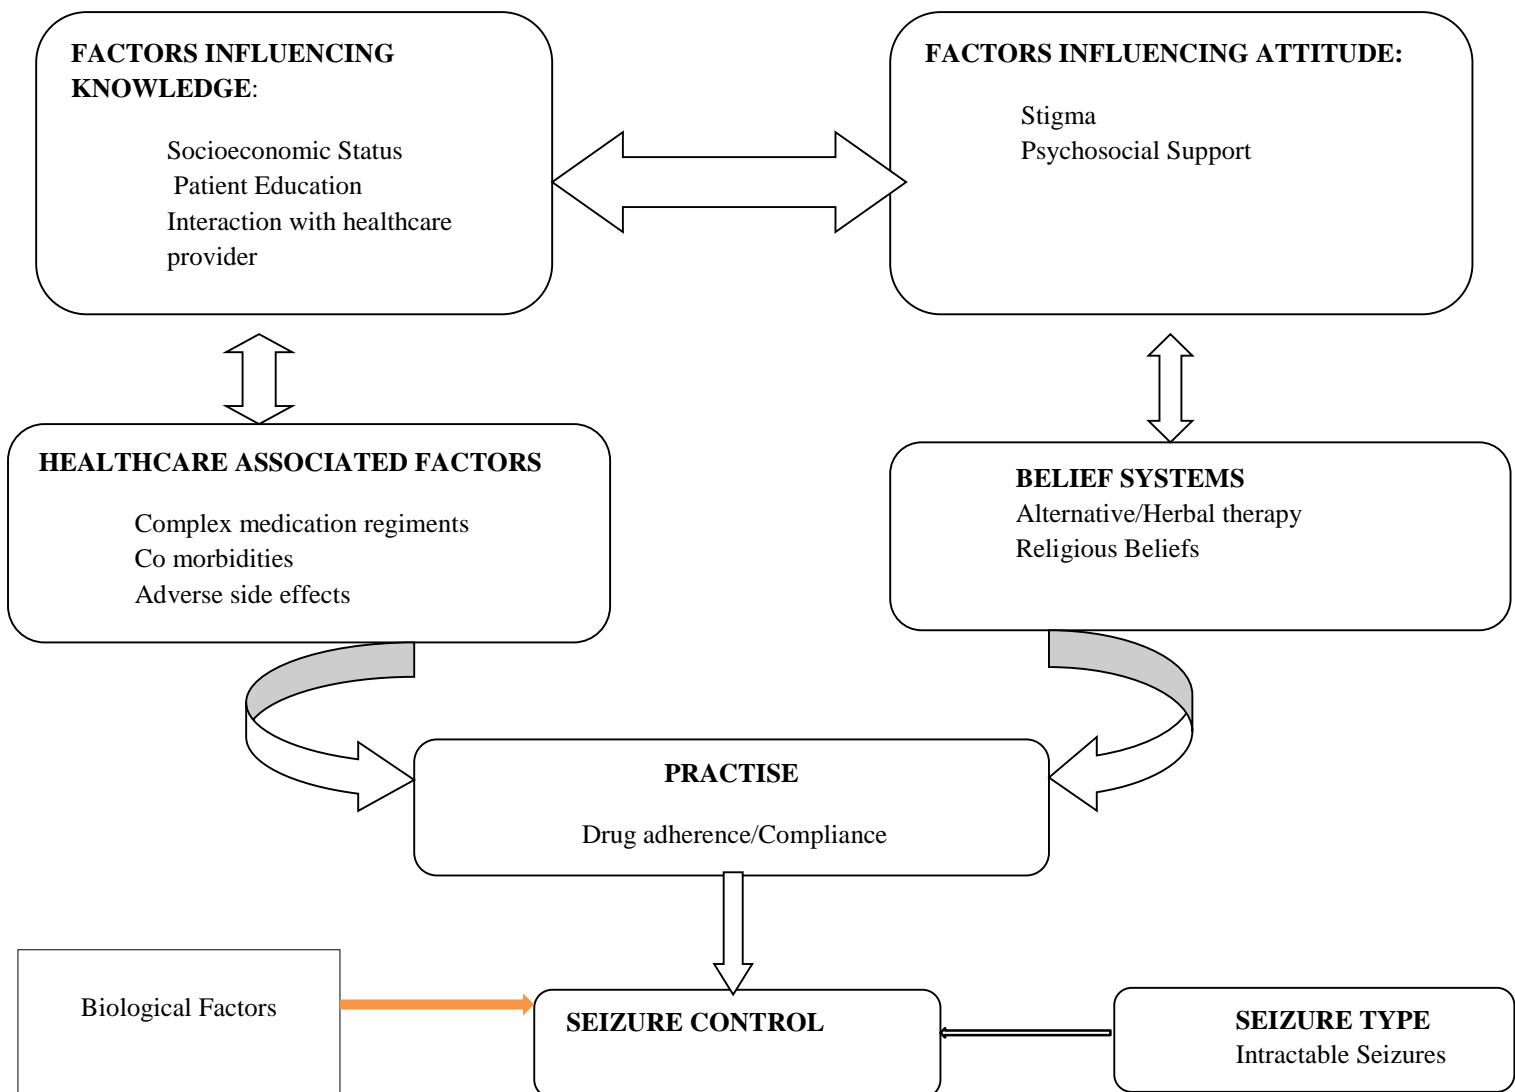 FACTORS INFLUENCING
KNOWLEDGE:
Socioeconomic Status
Patient Education
Interaction with healthcare
provider
FACTORS INFLUENCING ATTITUDE:
Stigma
Psychosocial Support
HEALTHCARE ASSOCIATED FACTORS
Complex medication regiments
Co morbidities
Adverse side effects
BELIEF SYSTEMS
Alternative/Herbal therapy
Religious Beliefs
PRACTISE
Drug adherence/Compliance
Biological Factors
SEIZURE CONTROL
SEIZURE TYPE
Intractable Seizures